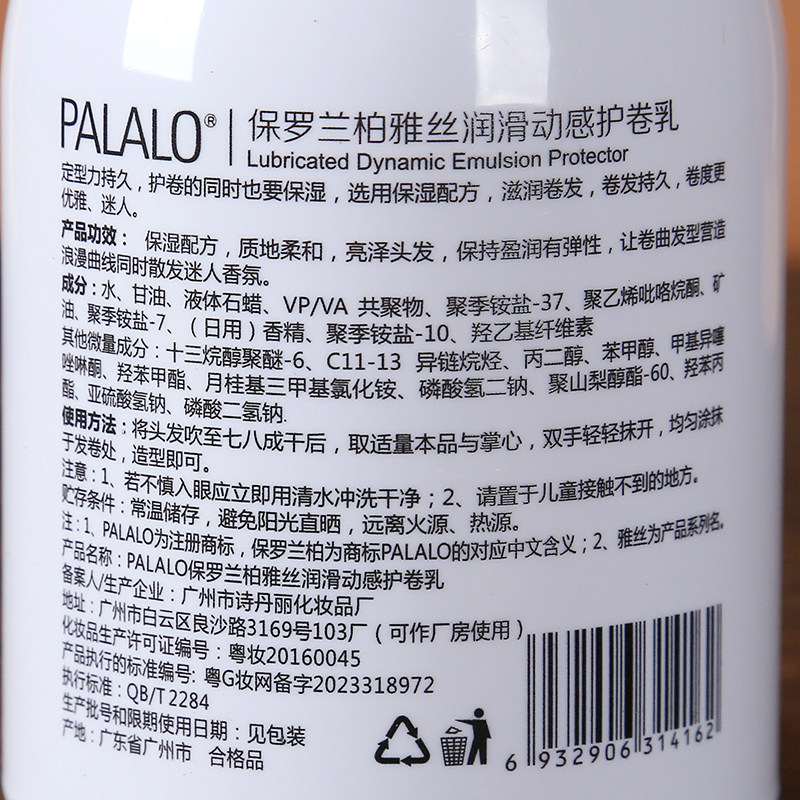 PALALO® | 保罗兰柏雅丝润滑动感护卷乳
Lubricated Dynamic Emulsion Protector
定型力持久，护卷的同时也要保湿，选用保湿配方，滋润卷发，卷发持久，卷度更
优雅、迷人。
产品功效： 保湿配方，质地柔和，亮泽头发，保持盈润有弹性，让卷曲发型营造
浪漫曲线同时散发迷人香氛。
成分：水、甘油、液体石蜡、VP/VA 共聚物、聚季铵盐-37、聚乙烯吡咯烷酮、矿
油、聚季铵盐-7、（日用）香精、聚季铵盐-10、羟乙基纤维素
其他微量成分：十三烷醇聚醚-6、C11-13 异链烷烃、丙二醇、苯甲醇、甲基异噻
唑啉酮、羟苯甲酯、月桂基三甲基氯化铵、磷酸氢二钠、聚山梨醇酯-60、羟苯丙
酯、亚硫酸氢钠、磷酸二氢钠.
使用方法：将头发吹至七八成干后，取适量本品与掌心，双手轻轻抹开，均匀涂抹
于发卷处，造型即可。
注意：1、若不慎入眼应立即用清水冲洗干净；2、请置于儿童接触不到的地方。
贮存条件：常温储存，避免阳光直晒，远离火源、热源。
注：1、PALALO为注册商标，保罗兰柏为商标PALALO的对应中文含义；2、雅丝为产品系列名。
产品名称：PALALO保罗兰柏雅丝润滑动感护卷乳
备案人/生产企业：广州市诗丹丽化妆品厂
地址：广州市白云区良沙路3169号103厂（可作厂房使用）
化妆品生产许可证编号：粤妆20160045
产品执行的标准编号：粤G妆网备字2023318972
执行标准：QB/T 2284
生产批号和限期使用日期：见包装
产地：广东省广州市 合格品
6 932906 314162